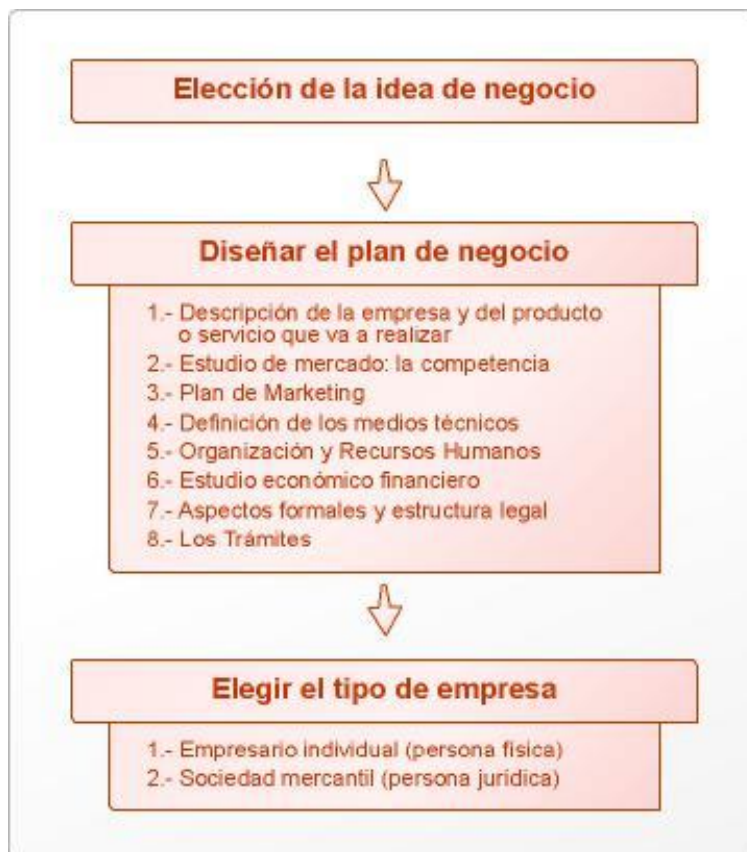 Elección de la idea de negocio
Diseñar el plan de negocio
1.- Descripción de la empresa y del producto
o servicio que va a realizar
2.- Estudio de mercado: la competencia
3.- Plan de Marketing
4.- Definición de los medios técnicos
5.- Organización y Recursos Humanos
6.- Estudio económico financiero
7.- Aspectos formales y estructura legal
8.- Los Trámites
Elegir el tipo de empresa
1.- Empresario individual (persona física)
2.- Sociedad mercantil (persona jurídica)